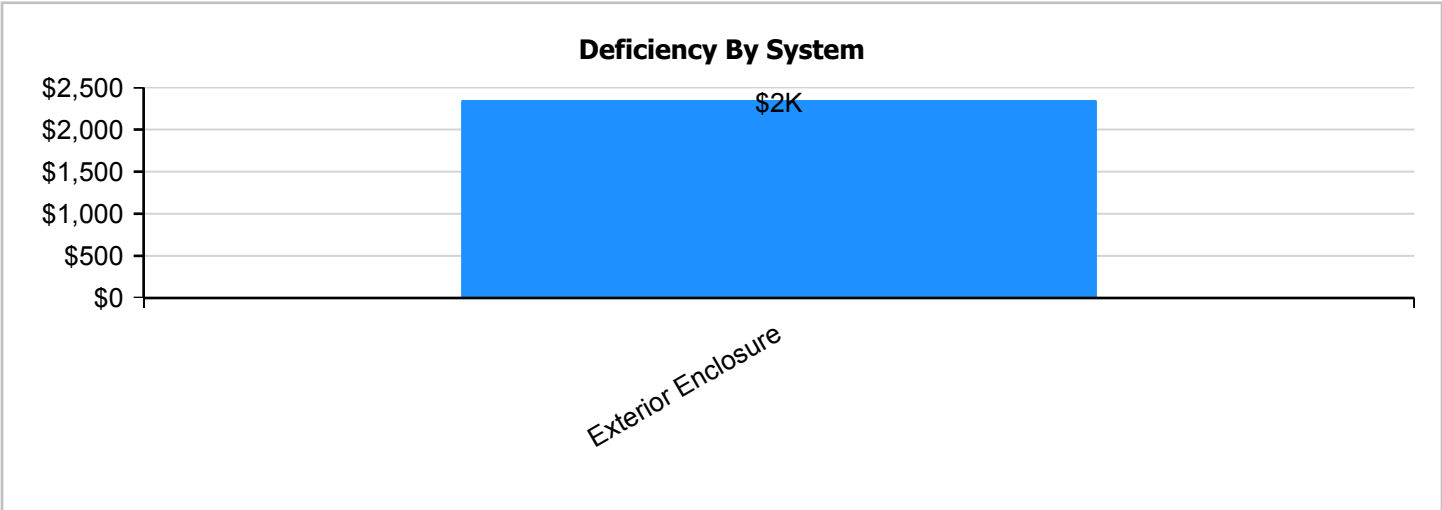 Deficiency By System
$2,500
$2K
$2,000
$1,500
$1,000
$500
$0
Exterior Enclosure